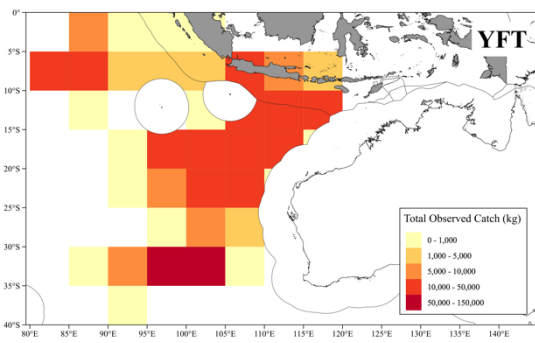 YFT
0°
5°S
10°S
15°S
20°S
25°S
30°S
35°S
40°S
Total Observed Catch (kg)
0 - 1,000
1,000 - 5,000
5,000 - 10,000
10,000 - 50,000
50,000 - 150,000
80°E 85°E 90°E 95°E 100°E 105°E 110°E 115°E 120°E 125°E 130°E 135°E 140°E 145°E